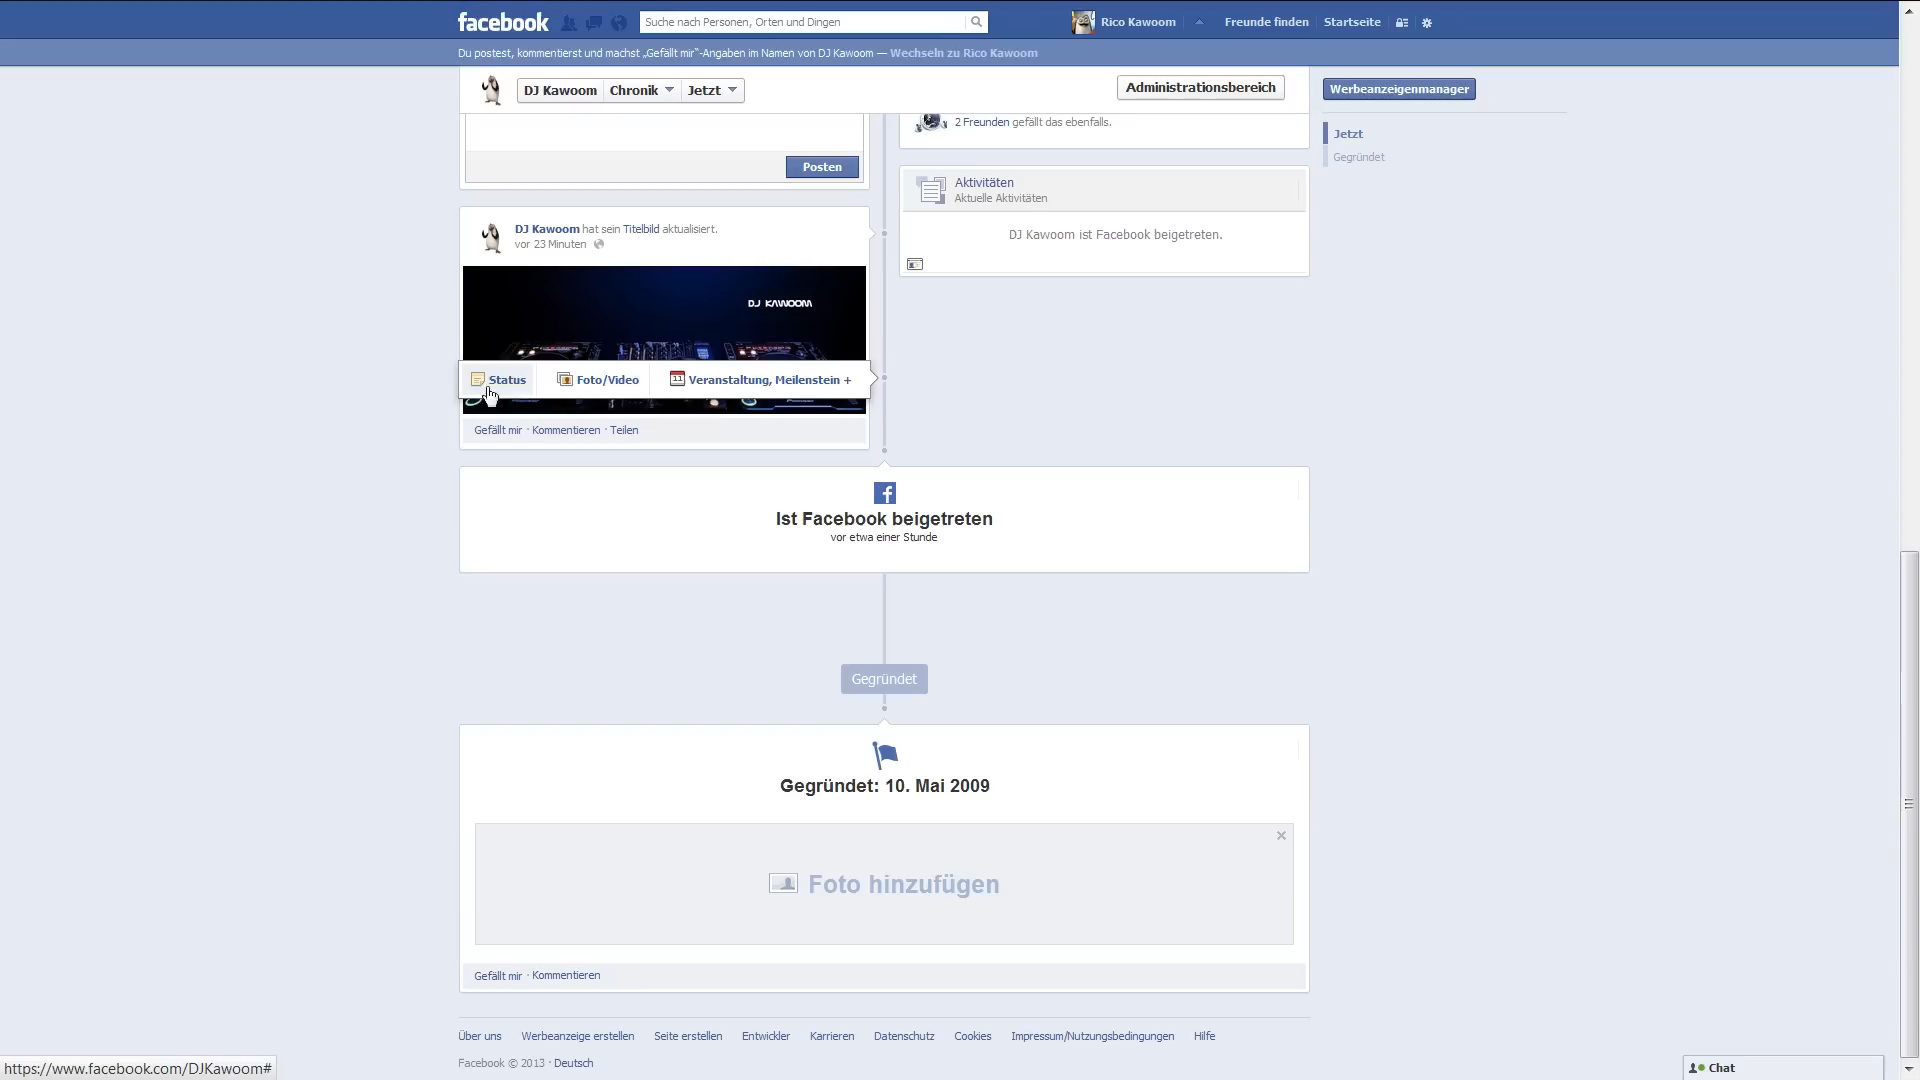 facebook
Suche nach Personen, Orten und Dingen
Rico Kawoom
Freunde finden
Startseite
Du postest, kommentierst und machst „Gefällt mir“-Angaben im Namen von DJ Kawoom — Wechseln zu Rico Kawoom
DJ Kawoom
Chronik
Jetzt
Administrationsbereich
Werbeanzeigenmanager
Jetzt
Gegründet
Posten
2 Freunden gefällt das ebenfalls.
Aktivitäten
Aktuelle Aktivitäten
DJ Kawoom ist Facebook beigetreten.
DJ Kawoom hat sein Titelbild aktualisiert.
vor 23 Minuten
DJ KAWOOM
Status
Foto/Video
11
Veranstaltung, Meilenstein +
Gefällt mir · Kommentieren · Teilen
f
Ist Facebook beigetreten
vor etwa einer Stunde
Gegründet
Gegründet: 10. Mai 2009
Foto hinzufügen
Gefällt mir · Kommentieren
Über uns
Werbeanzeige erstellen
Seite erstellen
Entwickler
Karrieren
Datenschutz
Cookies
Impressum/Nutzungsbedingungen
Hilfe
Facebook © 2013 · Deutsch
https://www.facebook.com/DJKawoom#
Chat